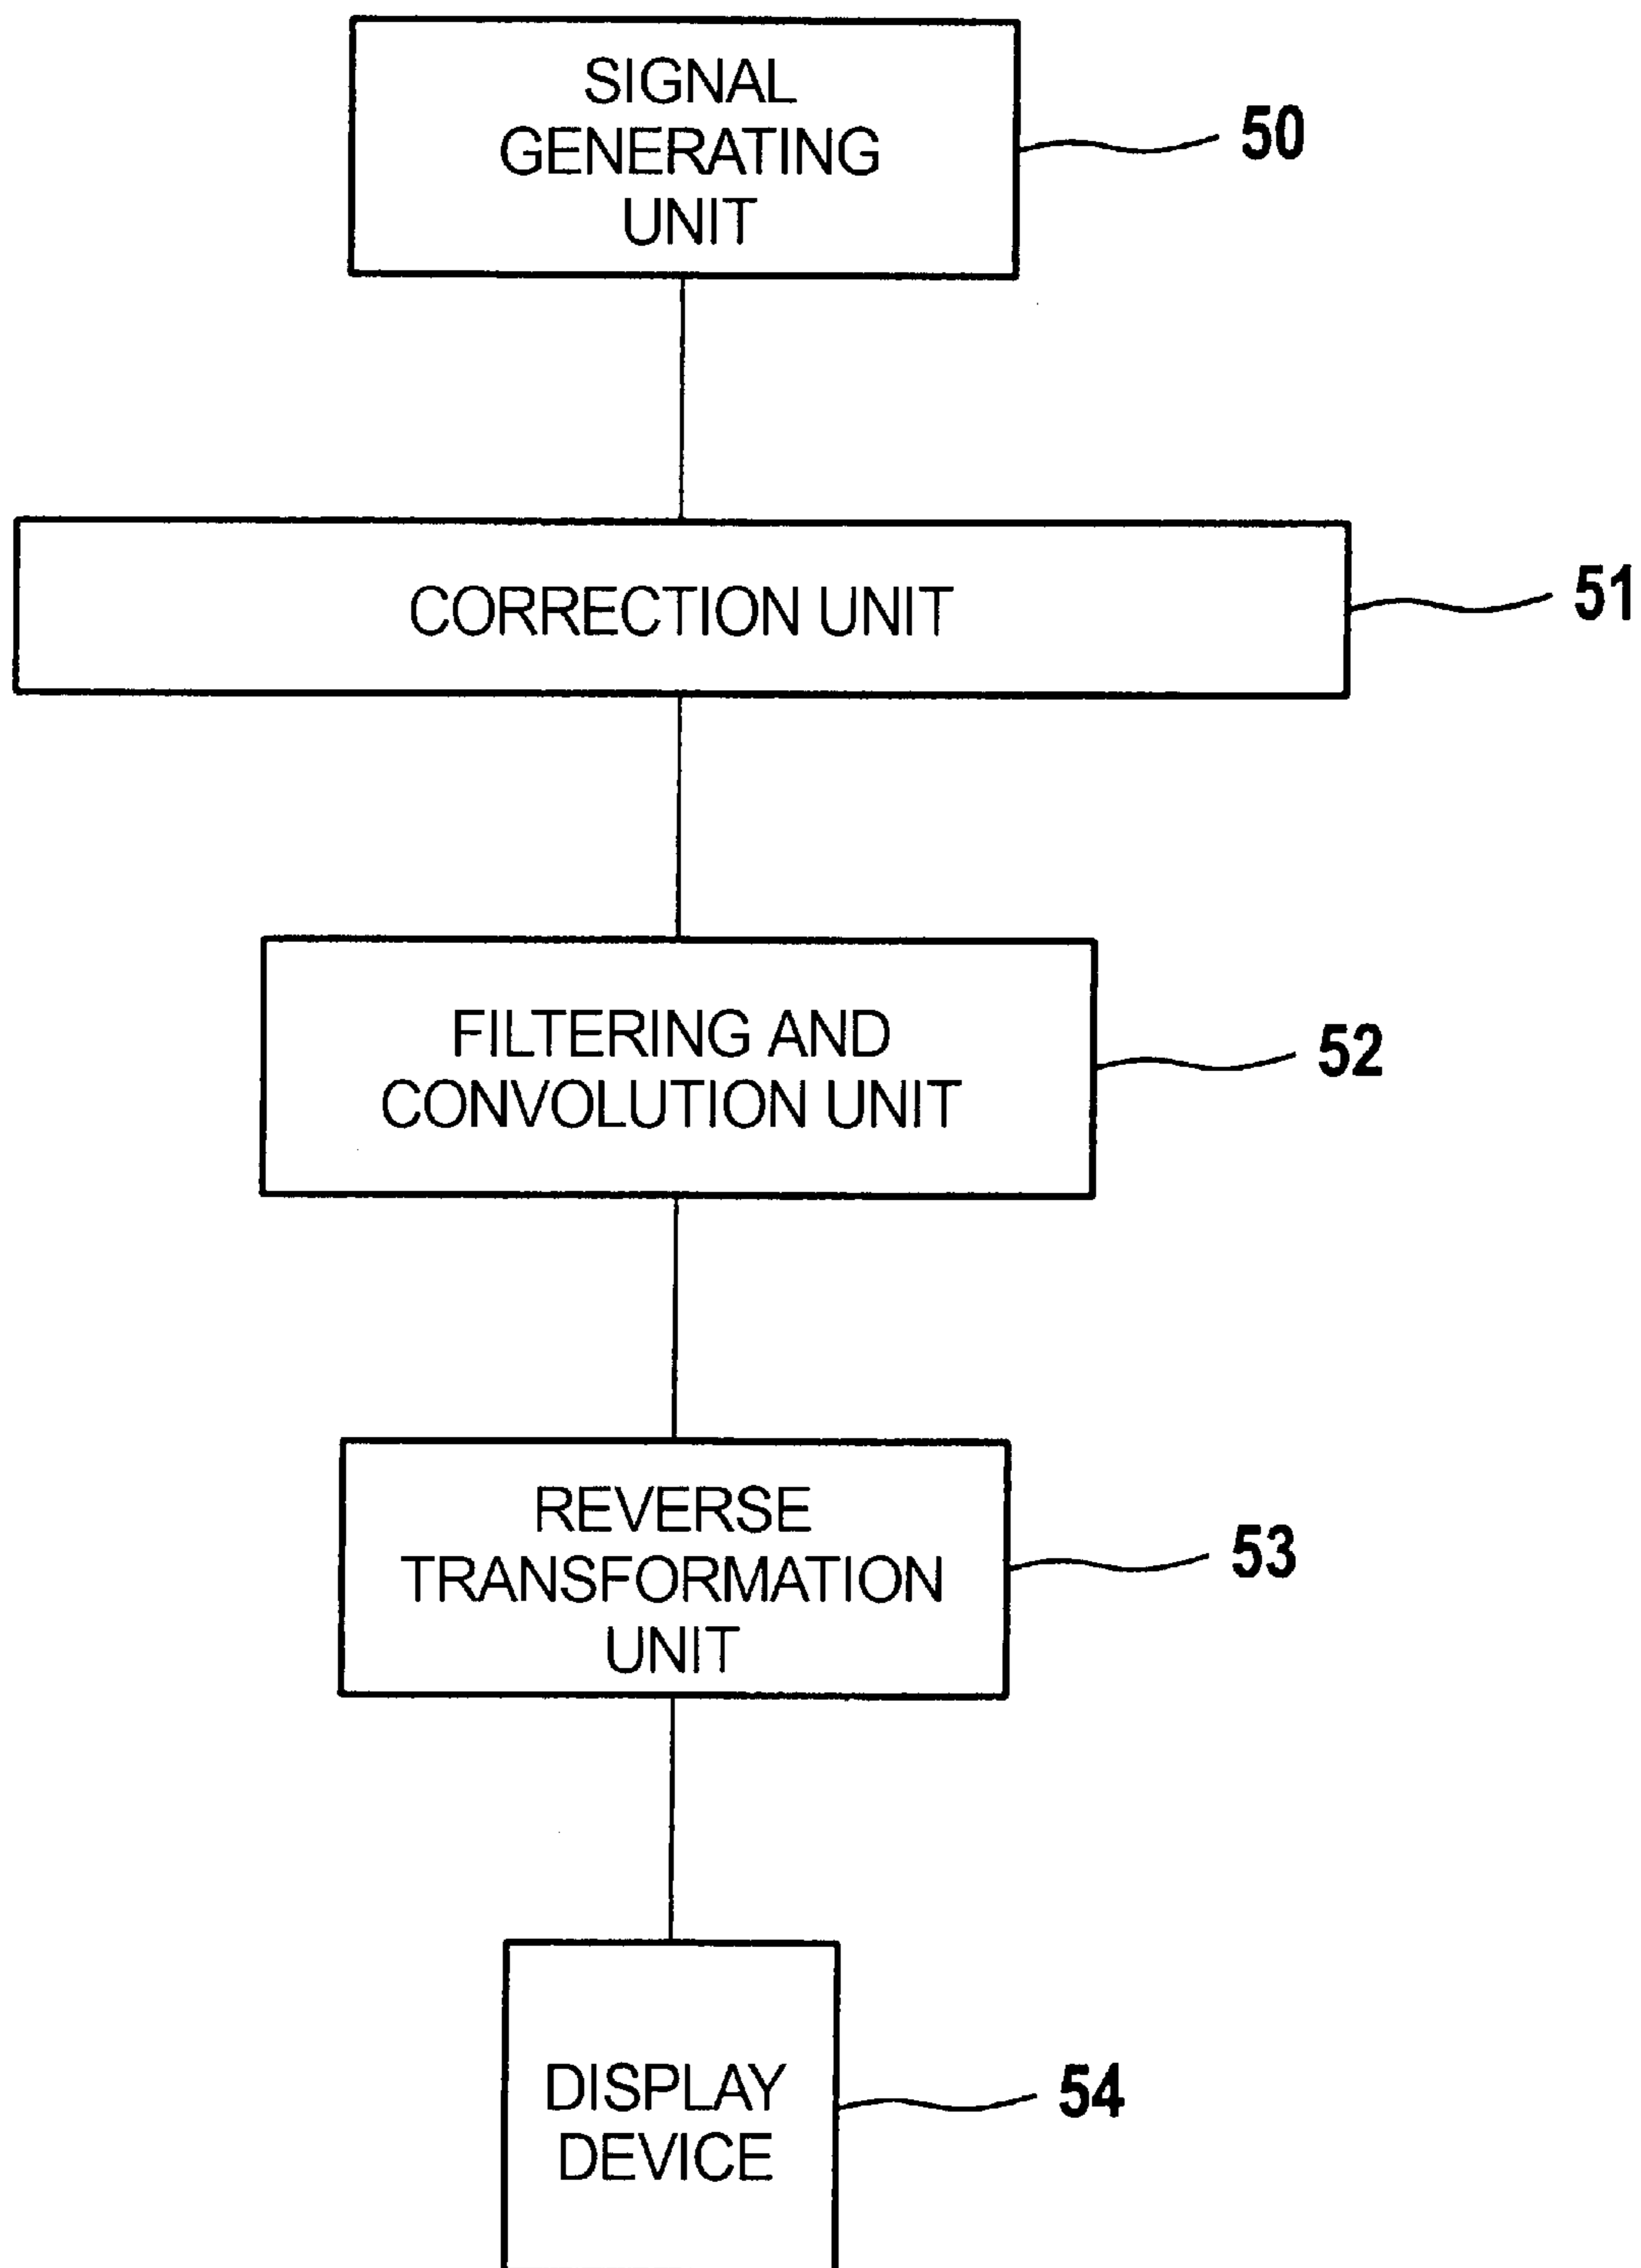 SIGNAL
GENERATING
UNIT
50
CORRECTION UNIT
51
FILTERING AND
CONVOLUTION UNIT
52
REVERSE
TRANSFORMATION
UNIT
53
DISPLAY
DEVICE
54